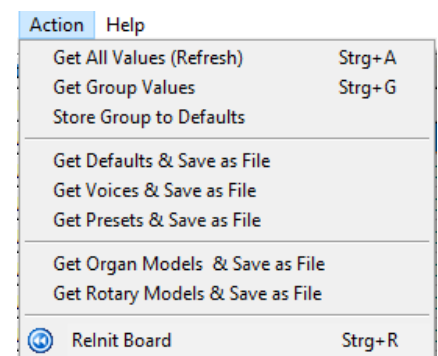 Action Help
Get All Values (Refresh) Strg+A
Get Group Values Strg+G
Store Group to Defaults
Get Defaults & Save as File
Get Voices & Save as File
Get Presets & Save as File
Get Organ Models & Save as File
Get Rotary Models & Save as File
ReInit Board Strg+R